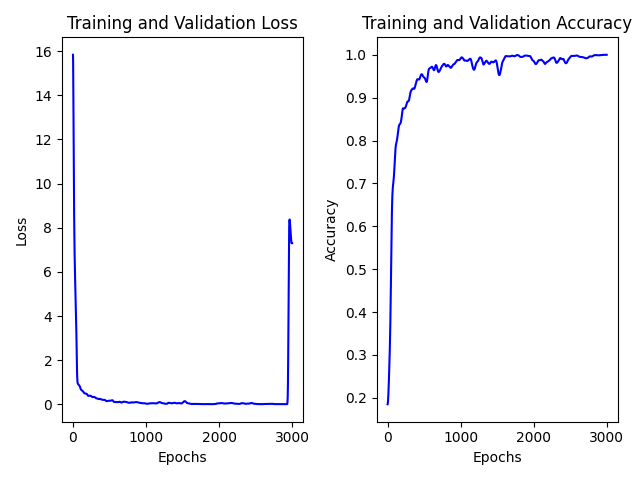 Training and Validation Loss
16
14
12
10
8
6
4
2
0
Loss
0 1000 2000 3000
Epochs
Training and Validation Accuracy
1.0
0.9
0.8
0.7
0.6
0.5
0.4
0.3
0.2
Accuracy
0 1000 2000 3000
Epochs